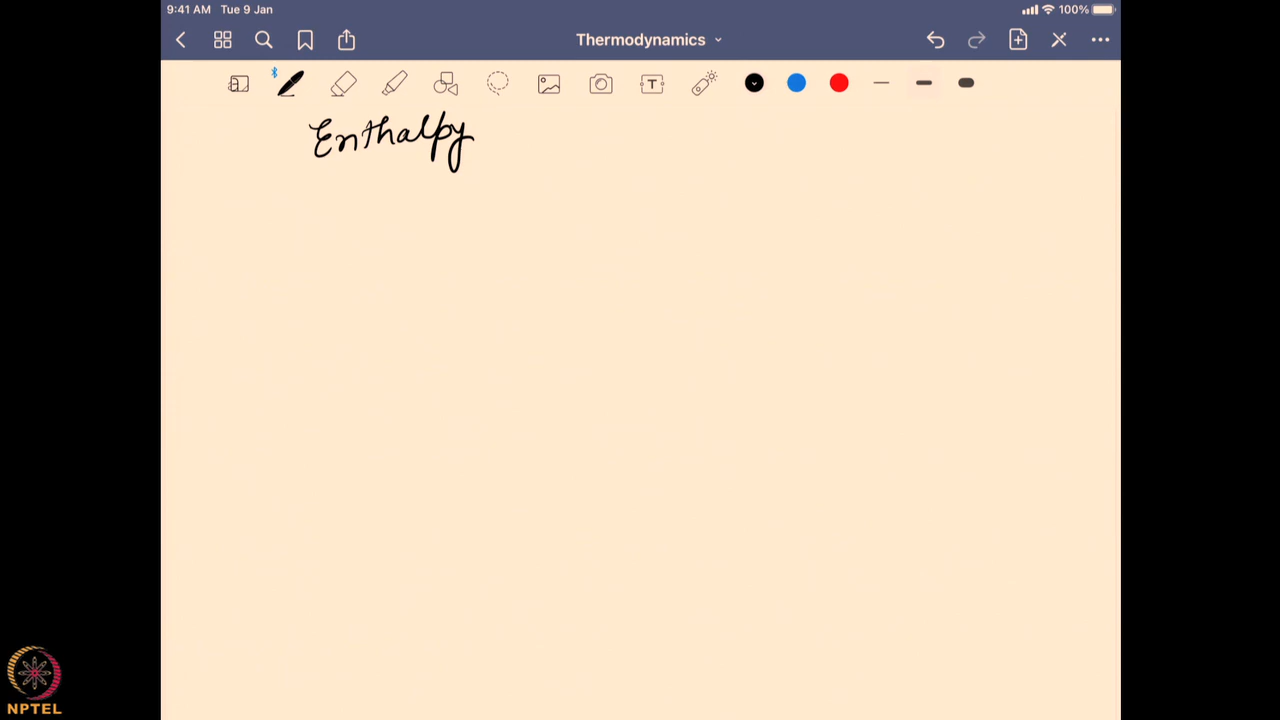 9:41 AM Tue 9 Jan 100%
Thermodynamics
T
Enthalpy
NPTEL